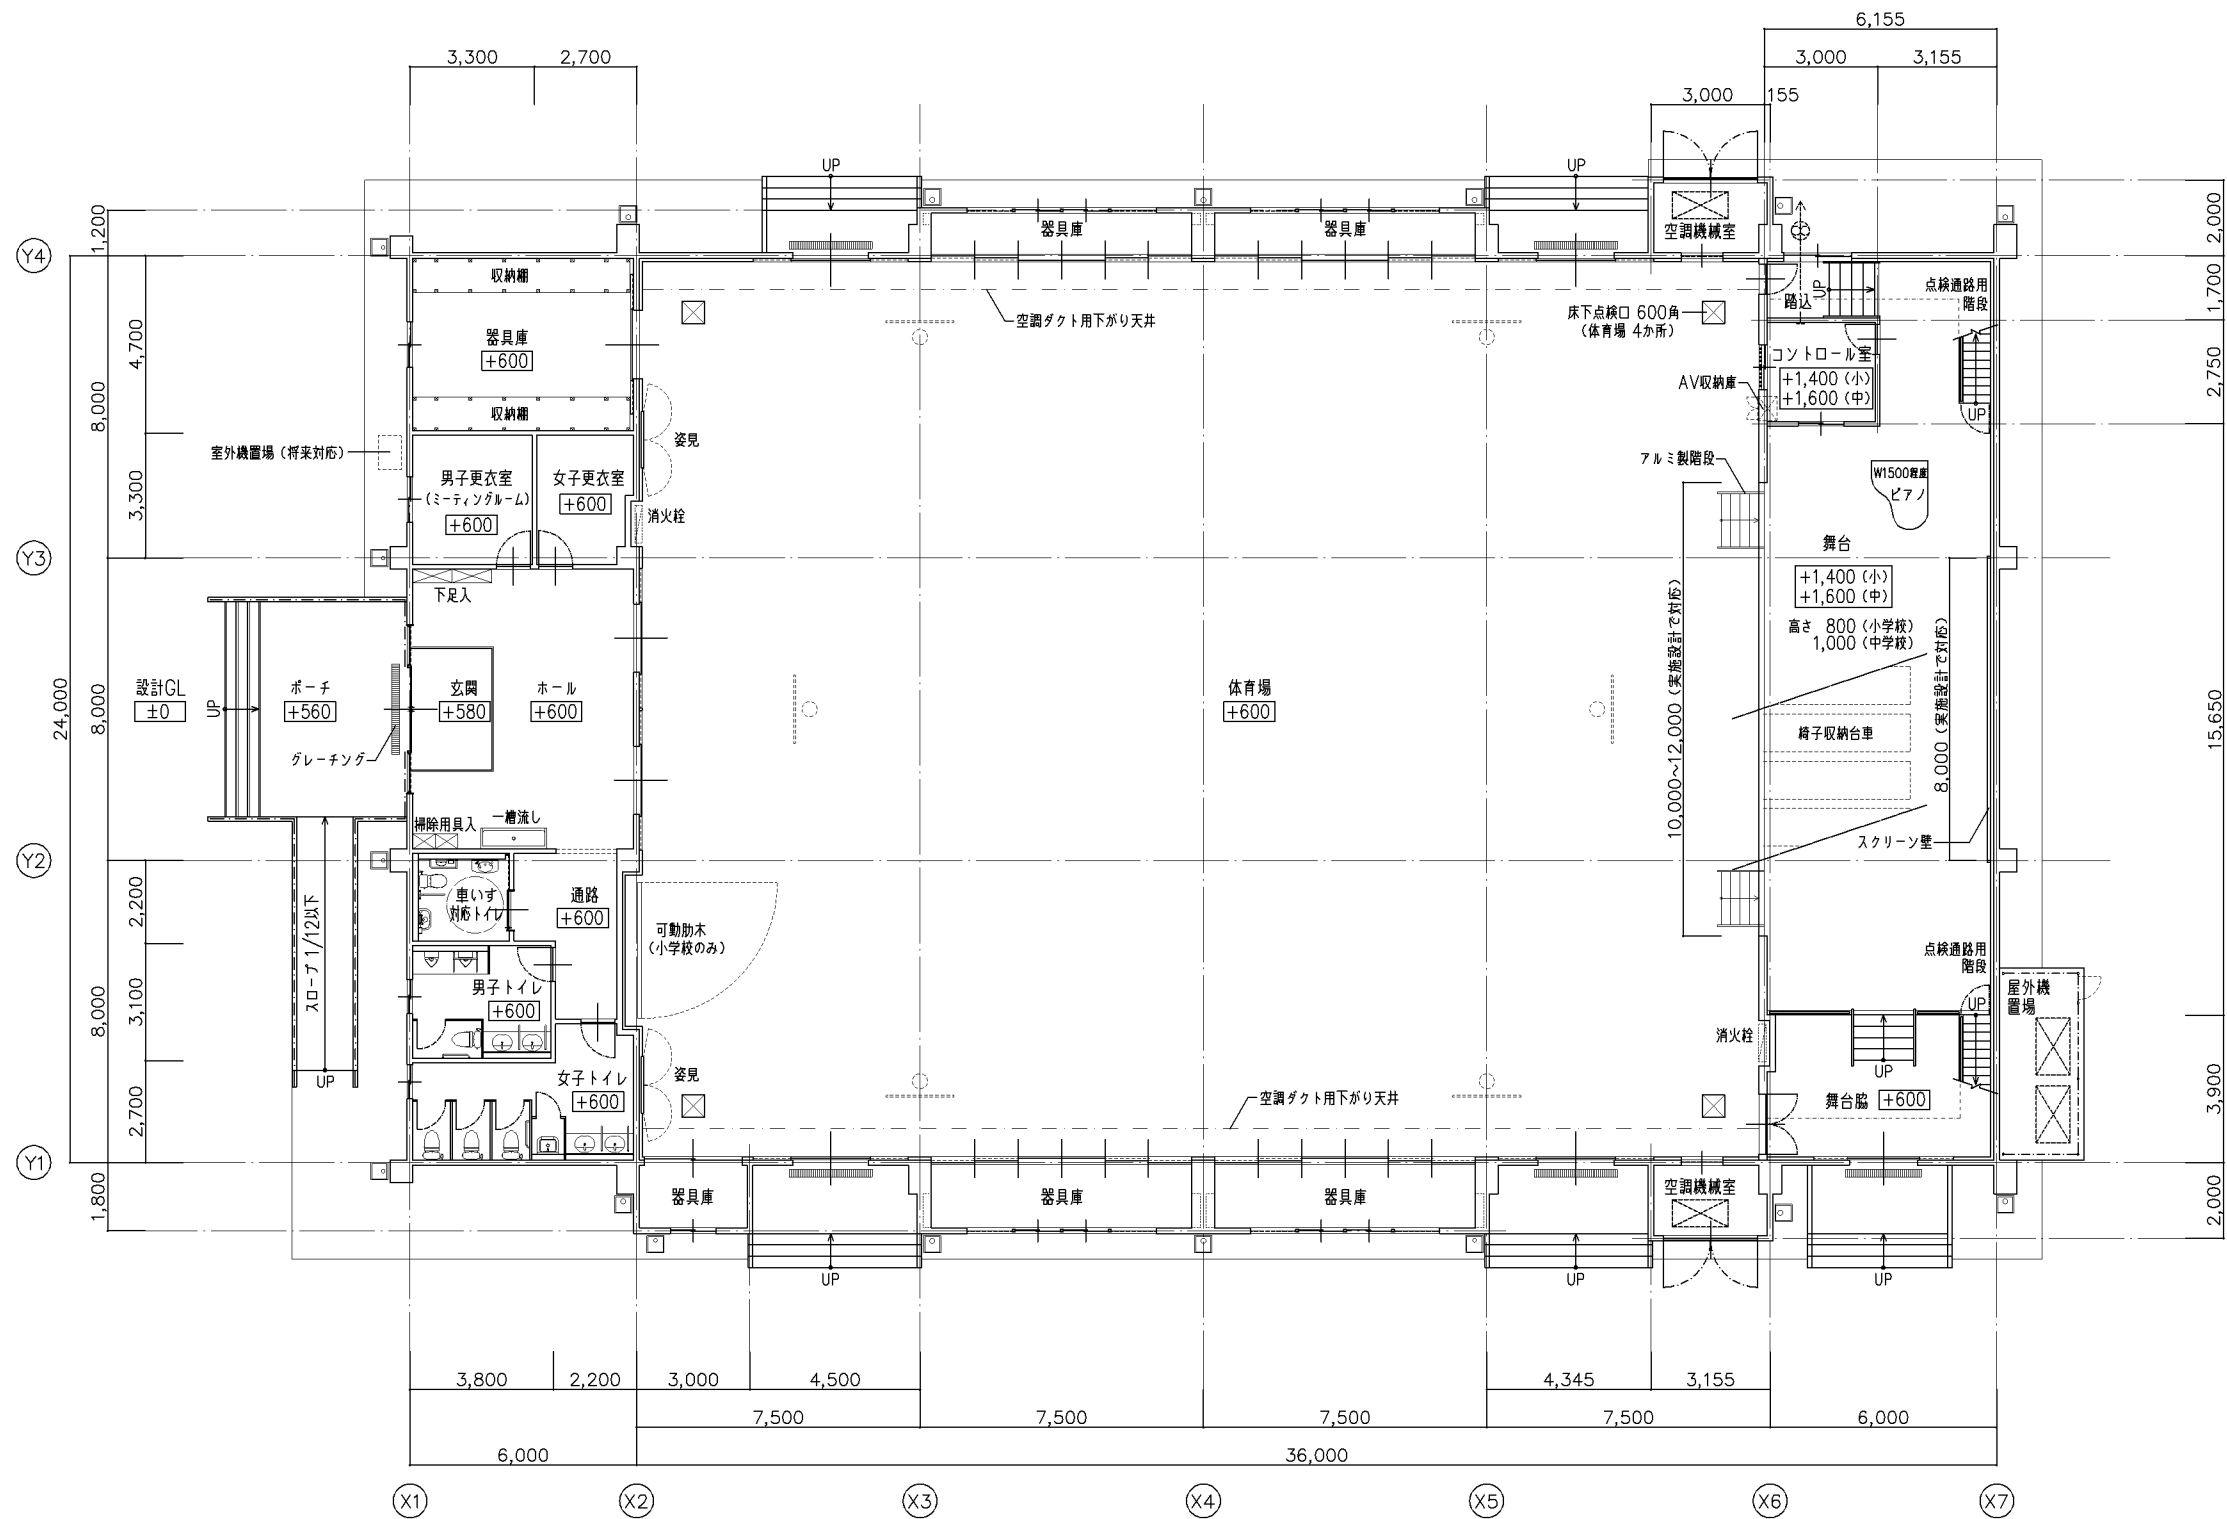 6,155
3,300
2,700
3,000
3,155
3,000
155
UP
UP
1,200
2,000
Y4
器具庫
器具庫
空調機械室
収納棚
器具庫
+600
収納棚
空調ダクト用下がり天井
床下点検口 600角
(体育場 4か所)
踏込
UP
点検通路用
階段
1,700
4,700
8,000
コントロール室
+1,400 (小)
+1,600 (中)
AV収納庫
UP
2,750
姿見
室外機置場 (将来対応)
男子更衣室
(ミーティングルーム)
+600
女子更衣室
+600
アルミ製階段
W1500程度
ピアノ
消火栓
3,300
Y3
舞台
+1,400 (小)
+1,600 (中)
高さ 800 (小学校)
1,000 (中学校)
下足入
10,000~12,000 (実施設計で対応)
8,000 (実施設計で対応)
24,000
8,000
設計GL
±0
UP
ポーチ
+560
玄関
+580
ホール
+600
体育場
+600
椅子収納台車
15,650
グレーチング
掃除用具入
一槽流し
スクリーン壁
Y2
2,200
スロープ 1/12以下
車いす
対応トイレ
通路
+600
可動肋木
(小学校のみ)
点検通路用
階段
男子トイレ
+600
3,100
8,000
UP
屋外機
置場
消火栓
UP
UP
姿見
女子トイレ
+600
空調ダクト用下がり天井
舞台脇
+600
3,900
2,700
Y1
1,800
器具庫
器具庫
器具庫
空調機械室
2,000
UP
UP
UP
3,800
2,200
3,000
4,500
4,345
3,155
7,500
7,500
7,500
7,500
6,000
6,000
36,000
X1
X2
X3
X4
X5
X6
X7